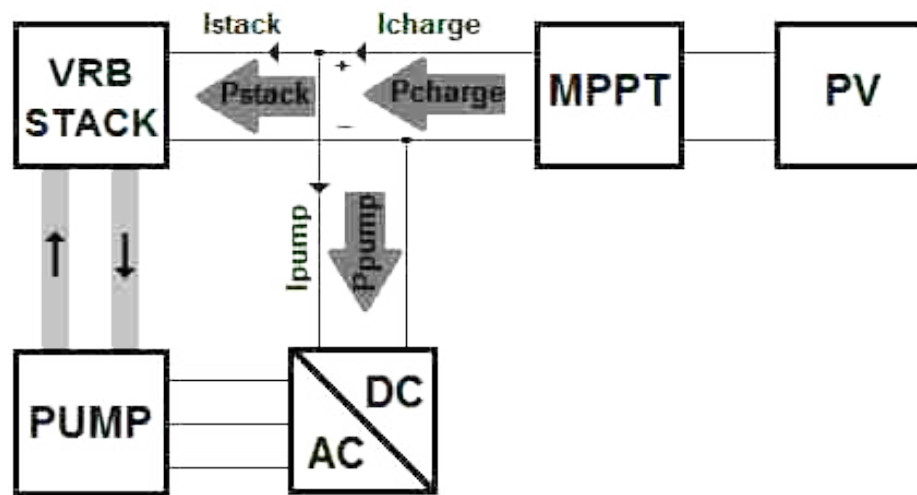 Istack
Icharge
VRB
STACK
+
Pstack
Pcharge
MPPT
PV
−
Ipump
Ppump
PUMP
DC
AC